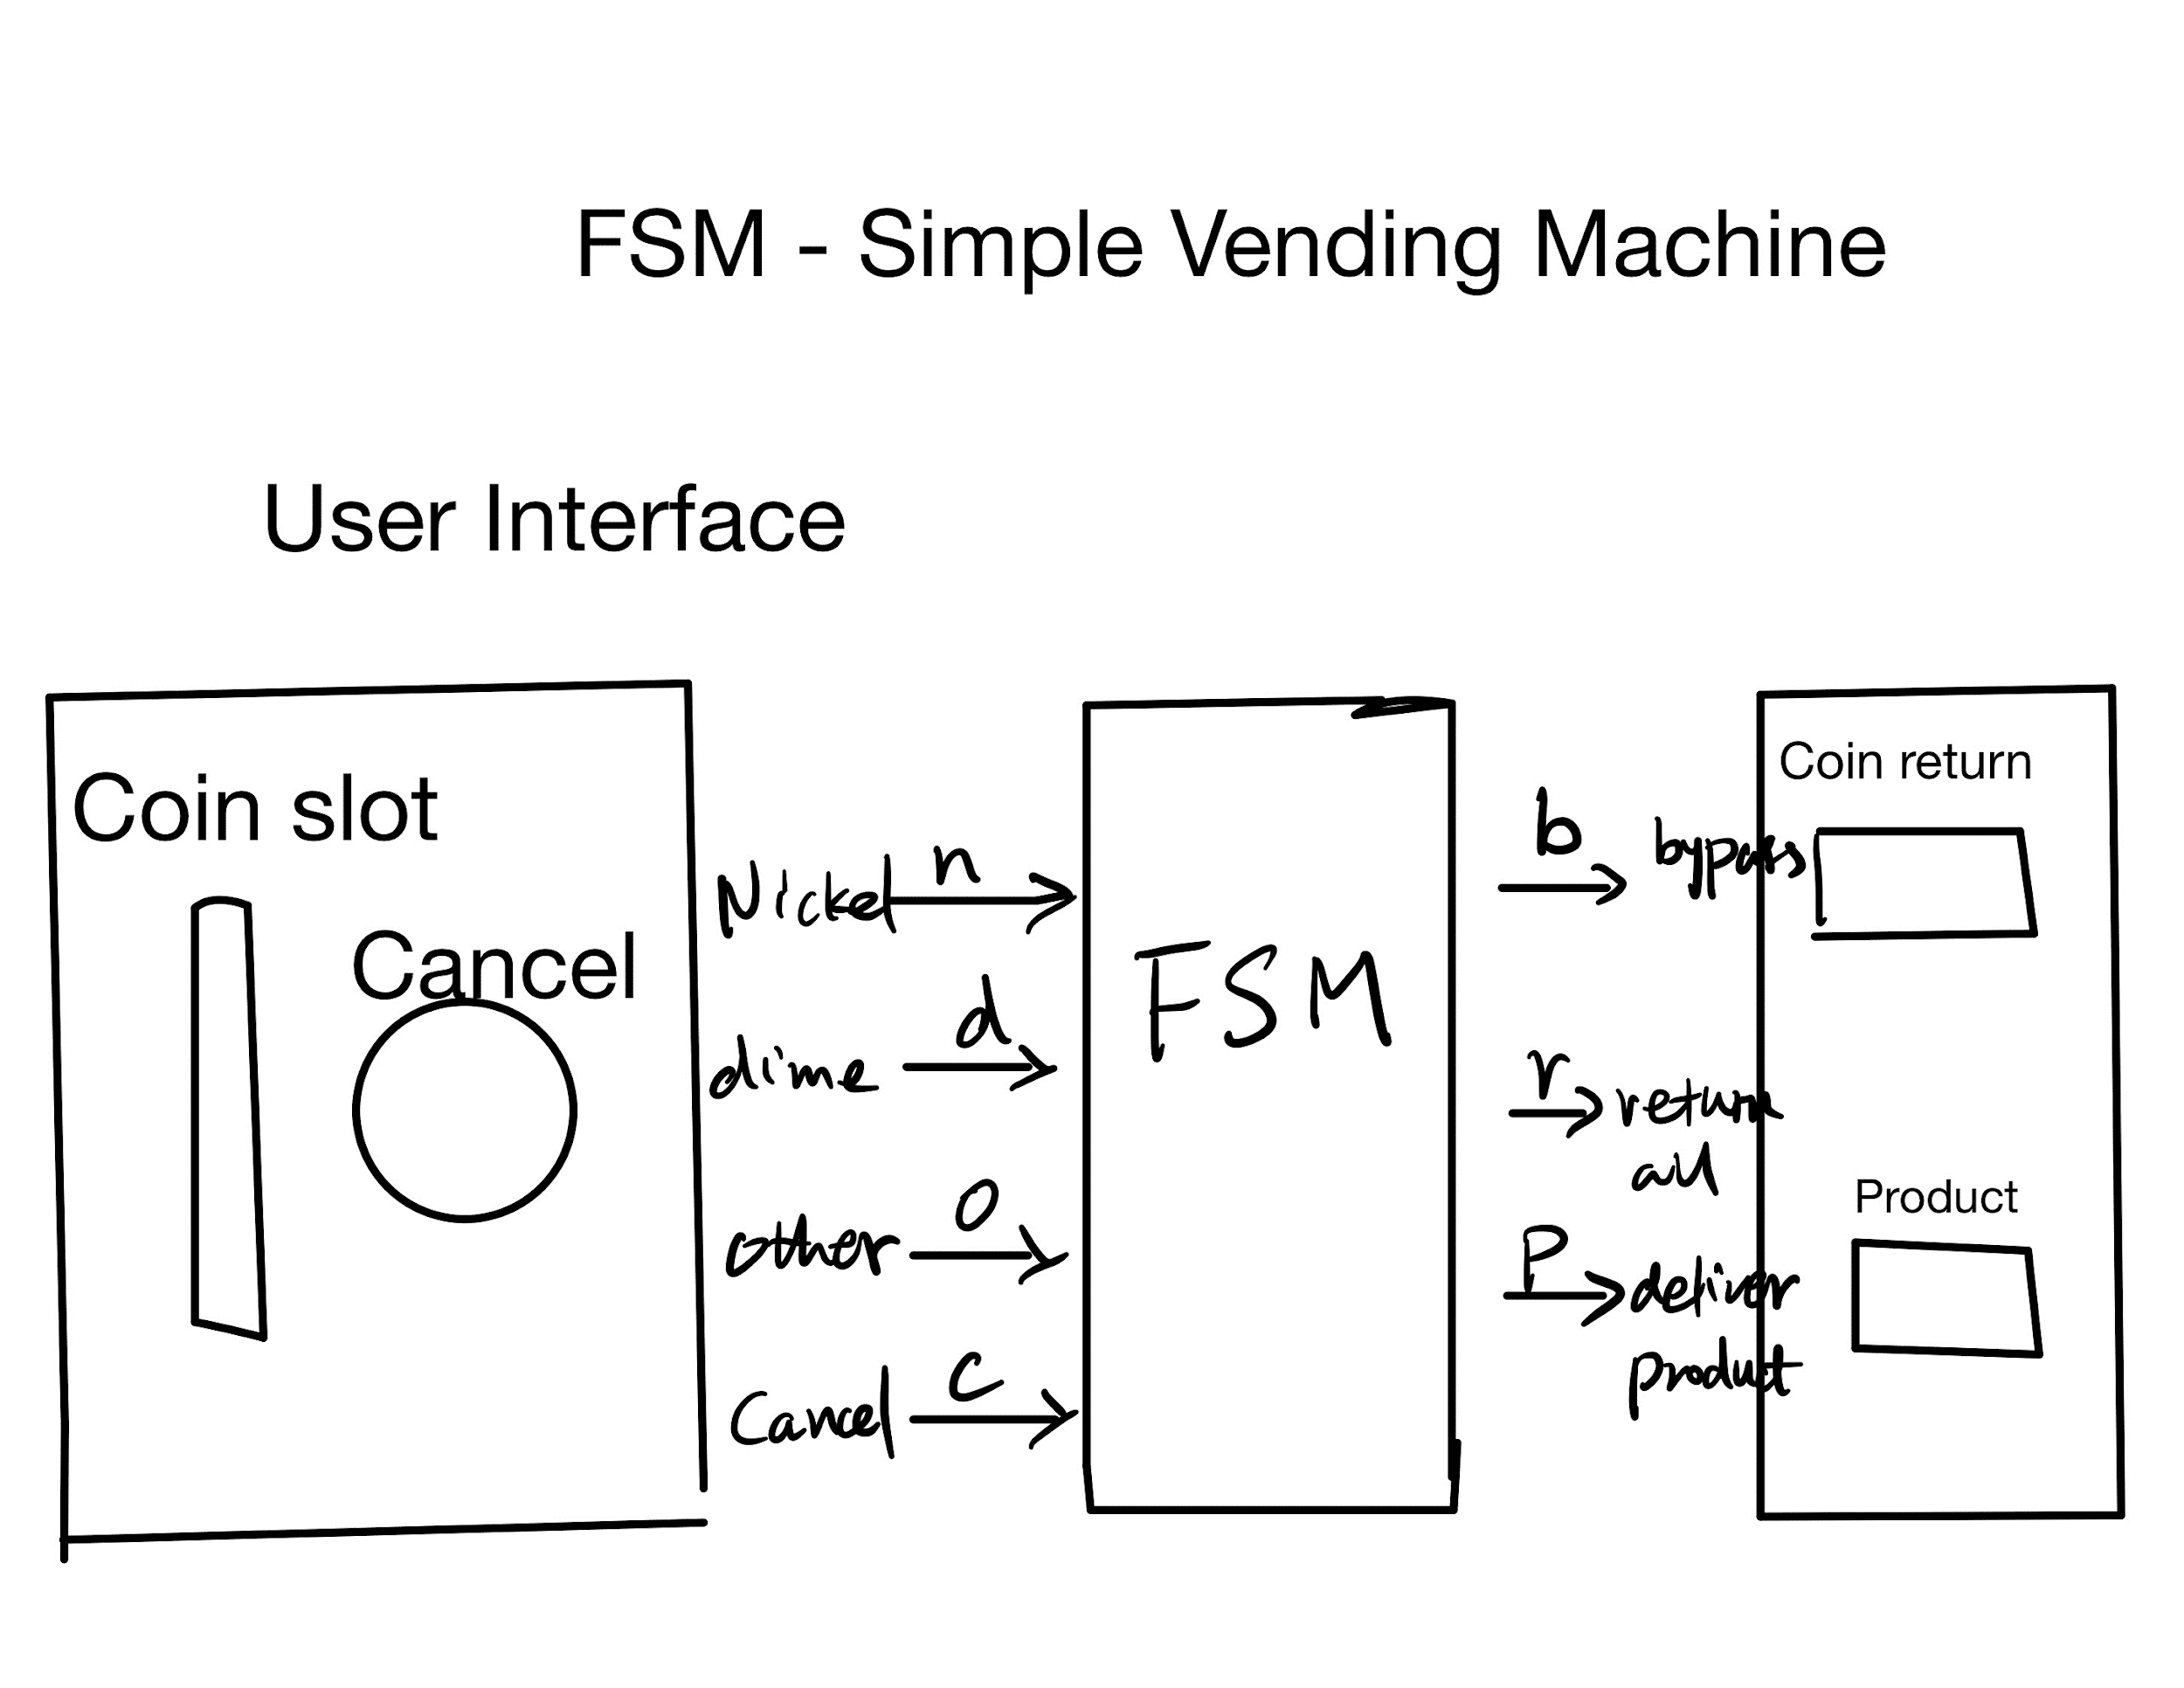 FSM - Simple Vending Machine
User Interface
Coin slot
Cancel
Nickel n
dime d
other o
Cancel c
FSM
b bypass
r return
all
P deliver
product
Coin return
Product